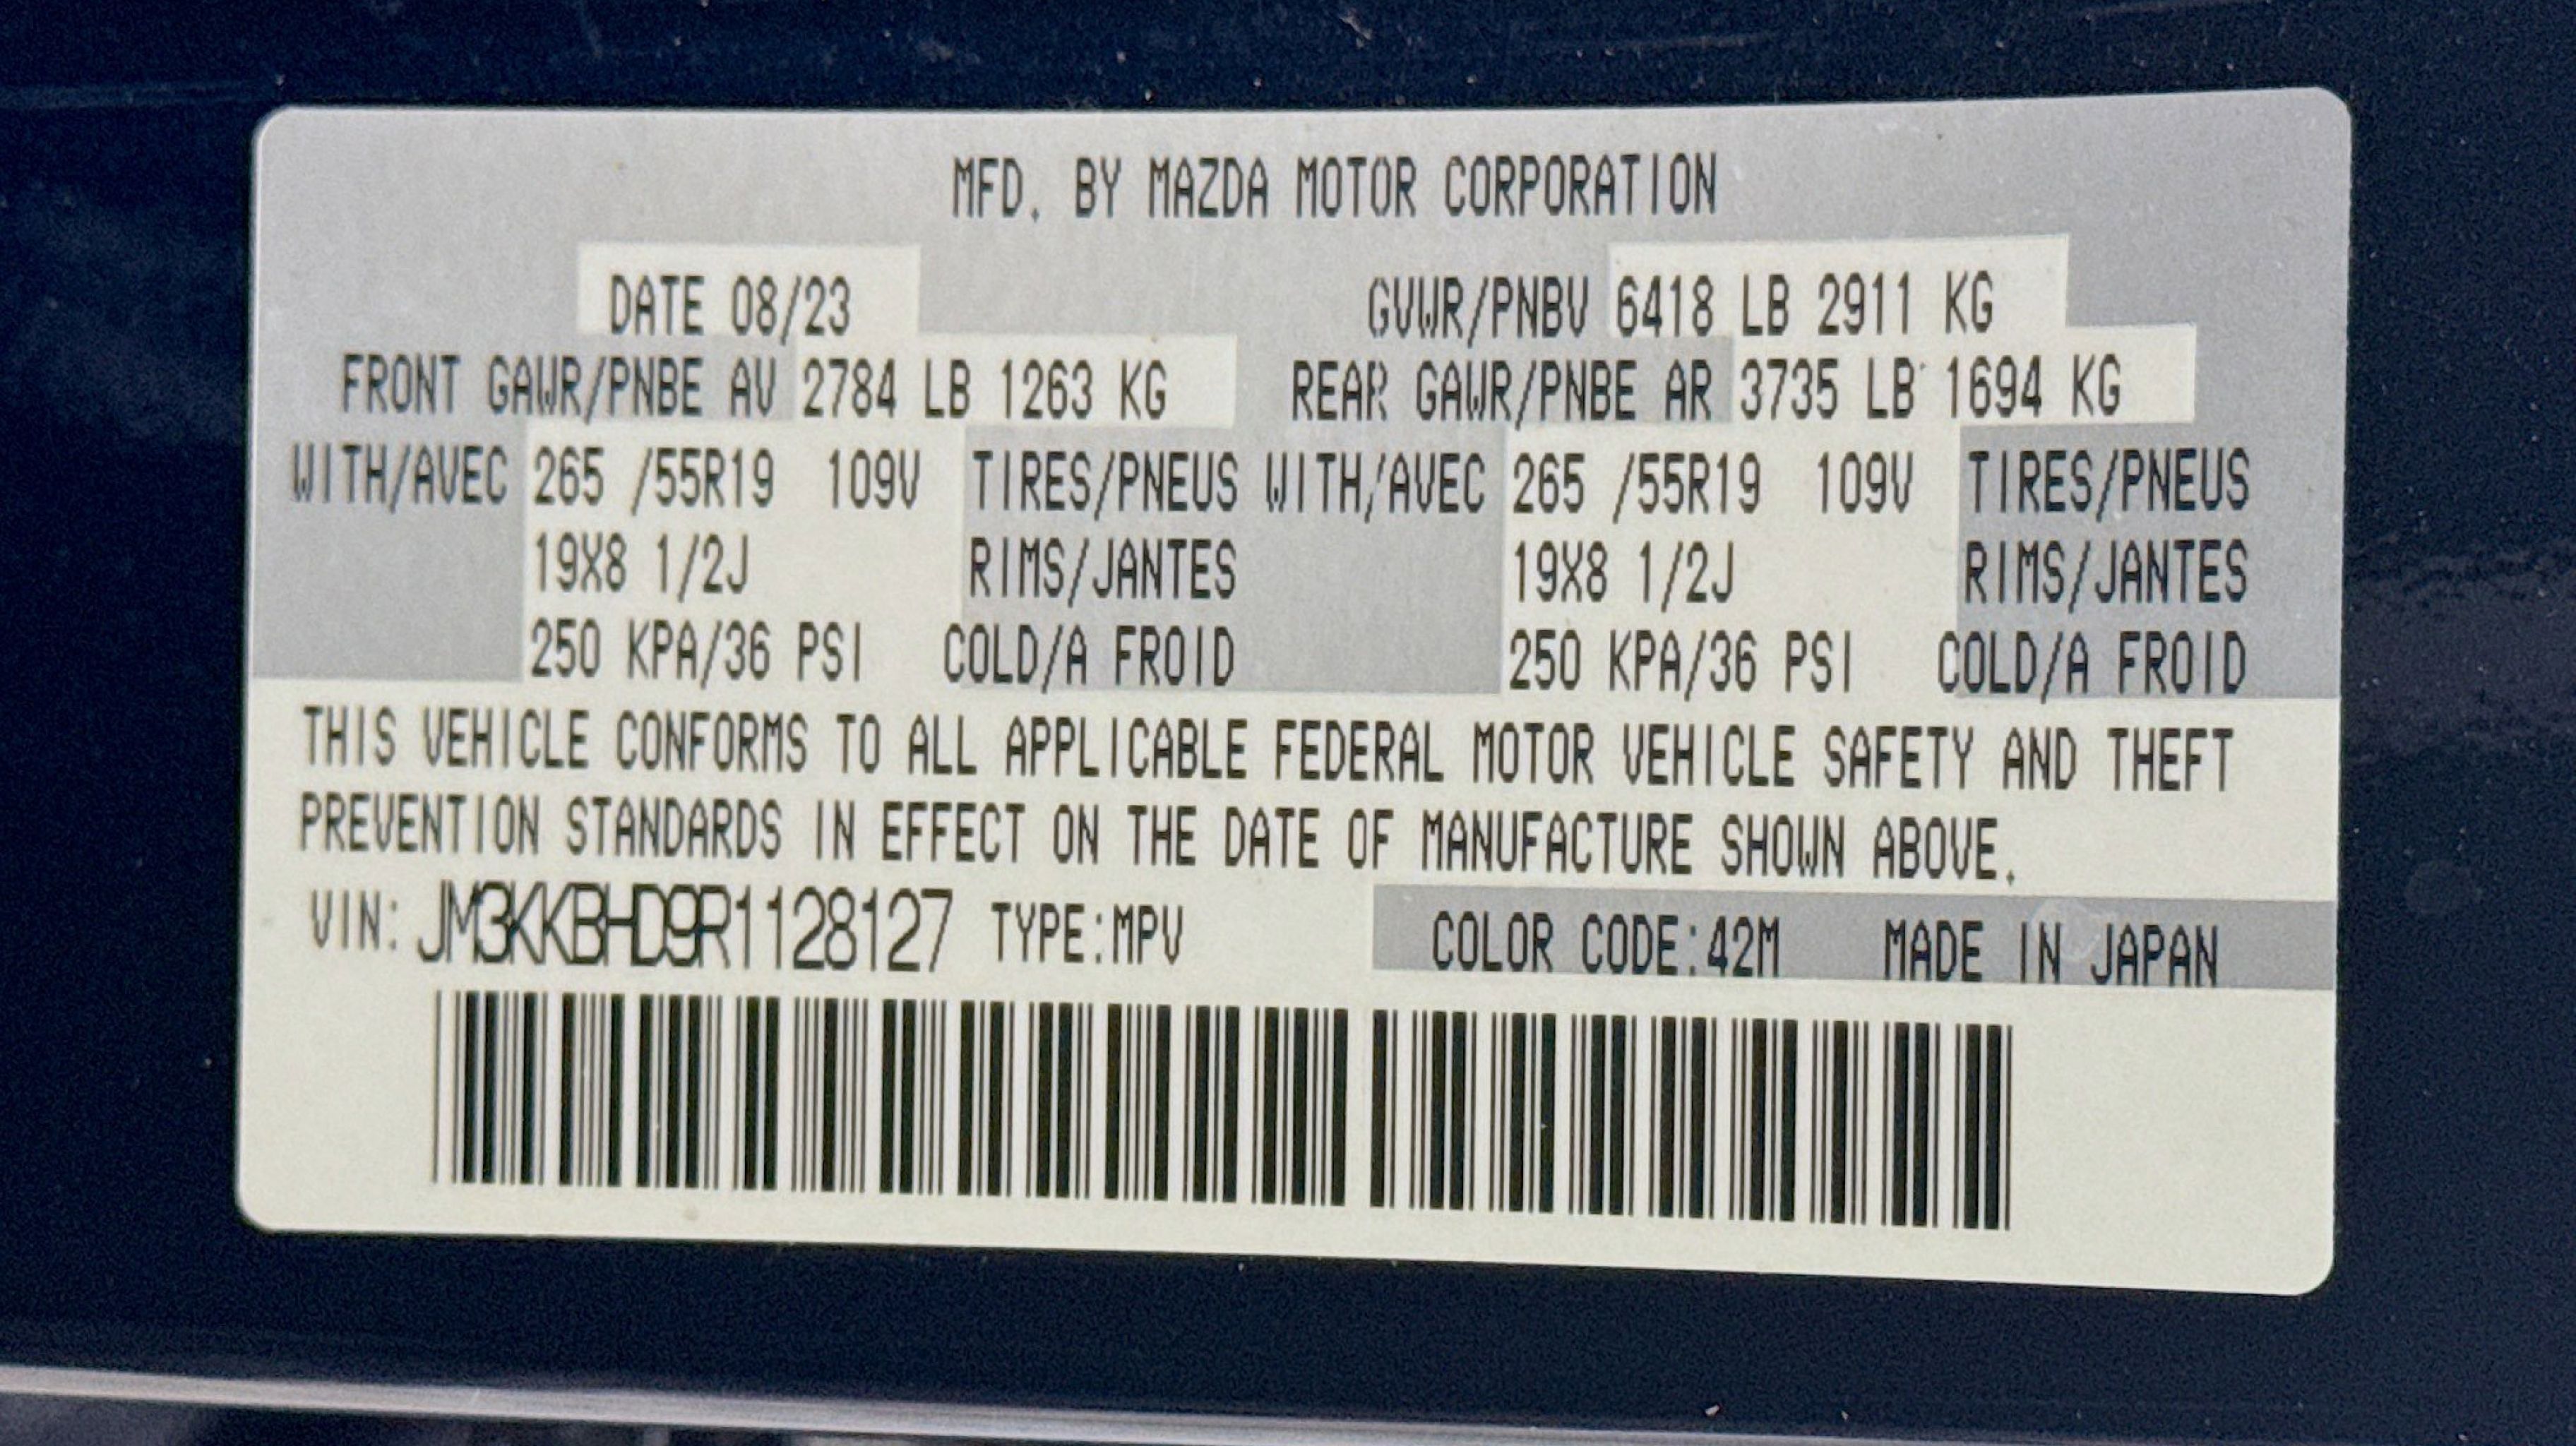 MFD. BY MAZDA MOTOR CORPORATION
DATE 08/23 GVWR/PNBV 6418 LB 2911 KG
FRONT GAWR/PNBE AV 2784 LB 1263 KG REAR GAWR/PNBE AR 3735 LB 1694 KG
WITH/AVEC 265 /55R19 109V TIRES/PNEUS WITH/AVEC 265 /55R19 109V TIRES/PNEUS
19X8 1/2J RIMS/JANTES 19X8 1/2J RIMS/JANTES
250 KPA/36 PSI COLD/A FROID 250 KPA/36 PSI COLD/A FROID
THIS VEHICLE CONFORMS TO ALL APPLICABLE FEDERAL MOTOR VEHICLE SAFETY AND THEFT
PREVENTION STANDARDS IN EFFECT ON THE DATE OF MANUFACTURE SHOWN ABOVE.
VIN: JM3KKBHD9R1128127 TYPE:MPV COLOR CODE:42M MADE IN JAPAN